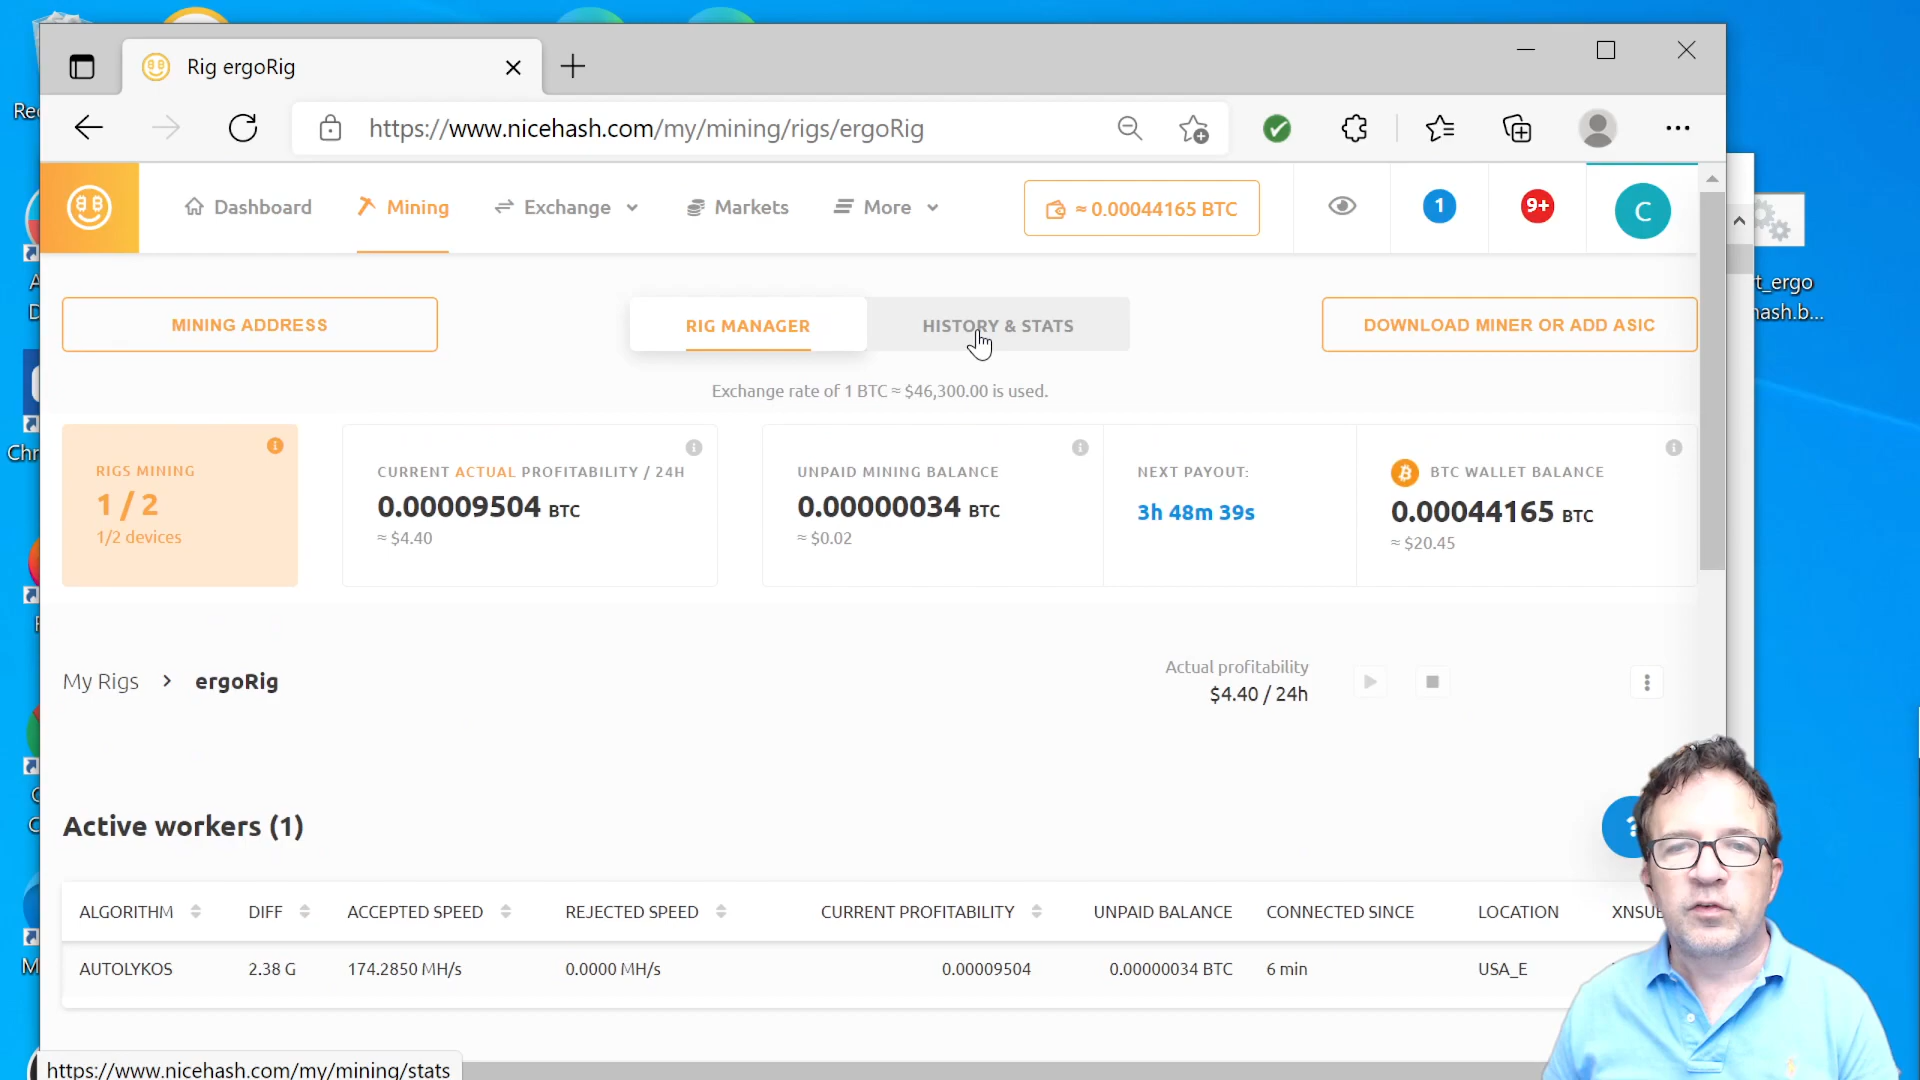 Rig ergoRig
https://www.nicehash.com/my/mining/rigs/ergoRig
Dashboard
Mining
Exchange
Markets
More
≈ 0.00044165 BTC
1
9+
C
MINING ADDRESS
RIG MANAGER
HISTORY & STATS
DOWNLOAD MINER OR ADD ASIC
Exchange rate of 1 BTC ≈ $46,300.00 is used.
RIGS MINING
1 / 2
1/2 devices
CURRENT ACTUAL PROFITABILITY / 24H
0.00009504 BTC
≈ $4.40
UNPAID MINING BALANCE
0.00000034 BTC
≈ $0.02
NEXT PAYOUT:
3h 48m 39s
BTC WALLET BALANCE
0.00044165 BTC
≈ $20.45
My Rigs > ergoRig
Actual profitability
$4.40 / 24h
Active workers (1)
ALGORITHM DIFF ACCEPTED SPEED REJECTED SPEED CURRENT PROFITABILITY UNPAID BALANCE CONNECTED SINCE LOCATION XNSU
AUTOLYKOS 2.38 G 174.2850 MH/s 0.0000 MH/s 0.00009504 0.00000034 BTC 6 min USA_E
https://www.nicehash.com/my/mining/stats
Rec
Chr
t_ergo
hash.b...
?